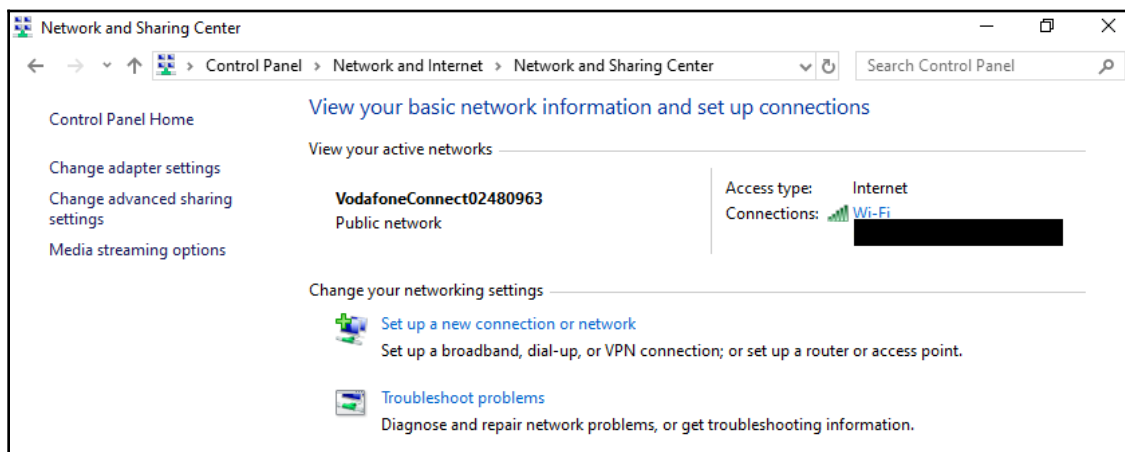 Network and Sharing Center
Control Panel > Network and Internet > Network and Sharing Center
Search Control Panel
Control Panel Home
Change adapter settings
Change advanced sharing
settings
Media streaming options
View your basic network information and set up connections
View your active networks
VodafoneConnect02480963
Public network
Access type: Internet
Connections: Wi-Fi
Change your networking settings
Set up a new connection or network
Set up a broadband, dial-up, or VPN connection; or set up a router or access point.
Troubleshoot problems
Diagnose and repair network problems, or get troubleshooting information.